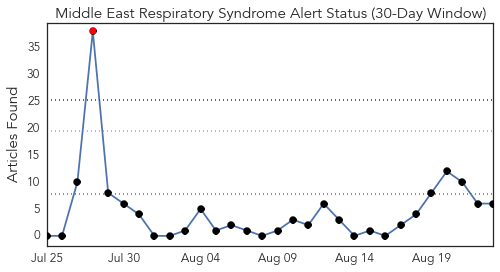 Middle East Respiratory Syndrome Alert Status (30-Day Window)
Articles Found
35
30
25
20
15
10
5
0
Jul 25 Jul 30 Aug 04 Aug 09 Aug 14 Aug 19